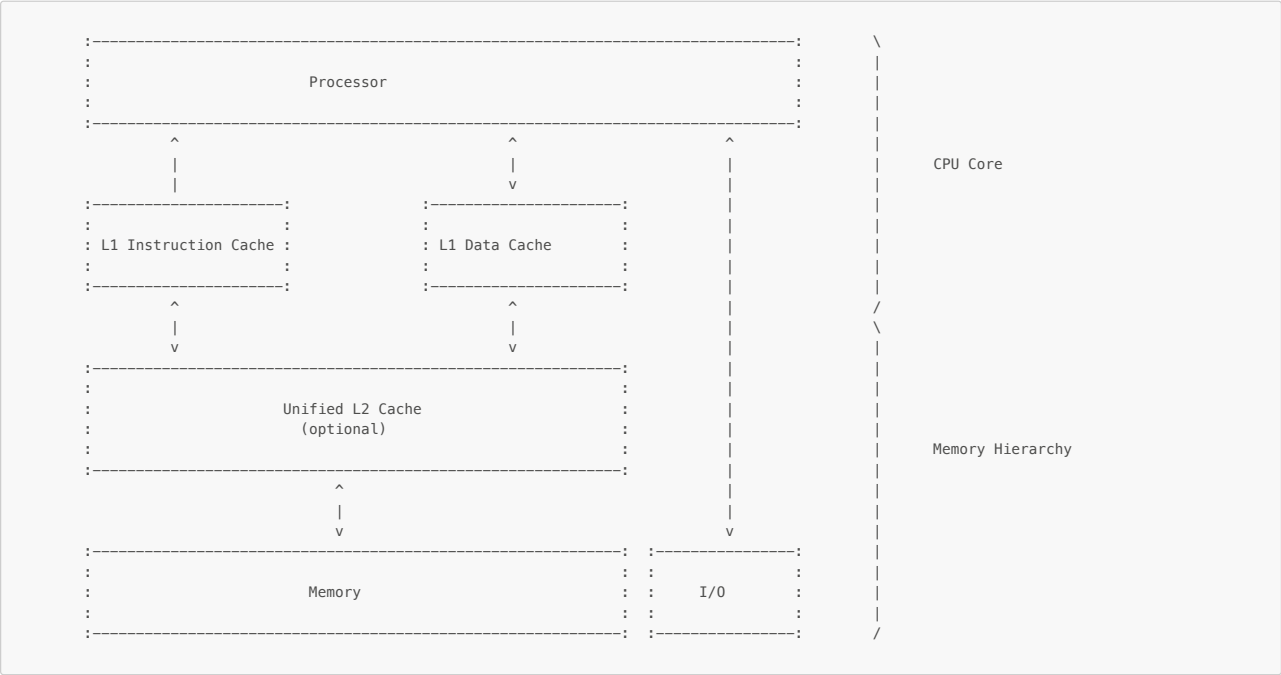 Processor
CPU Core
L1 Instruction Cache
L1 Data Cache
Unified L2 Cache
(optional)
Memory Hierarchy
Memory
I/O